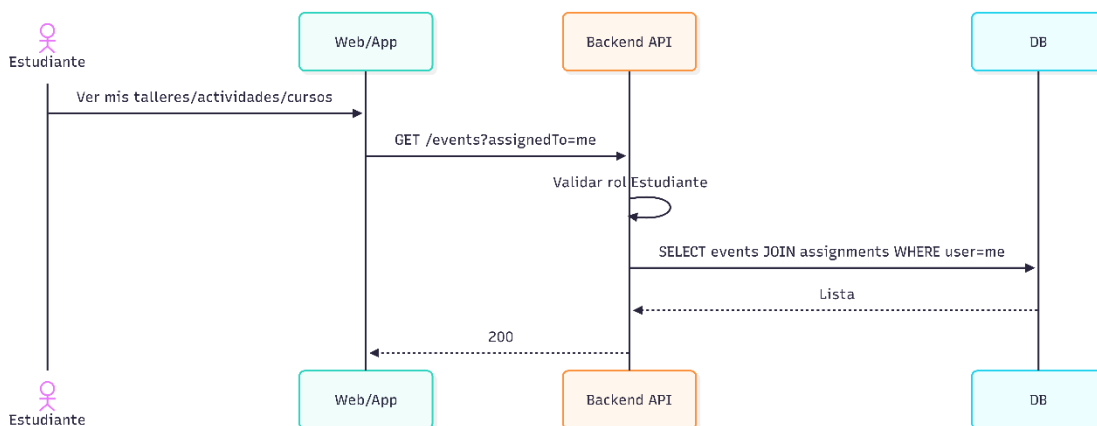 Estudiante
Web/App
Backend API
DB
Ver mis talleres/actividades/cursos
GET /events?assignedTo=me
Validar rol Estudiante
SELECT events JOIN assignments WHERE user=me
Lista
200
Estudiante
Web/App
Backend API
DB